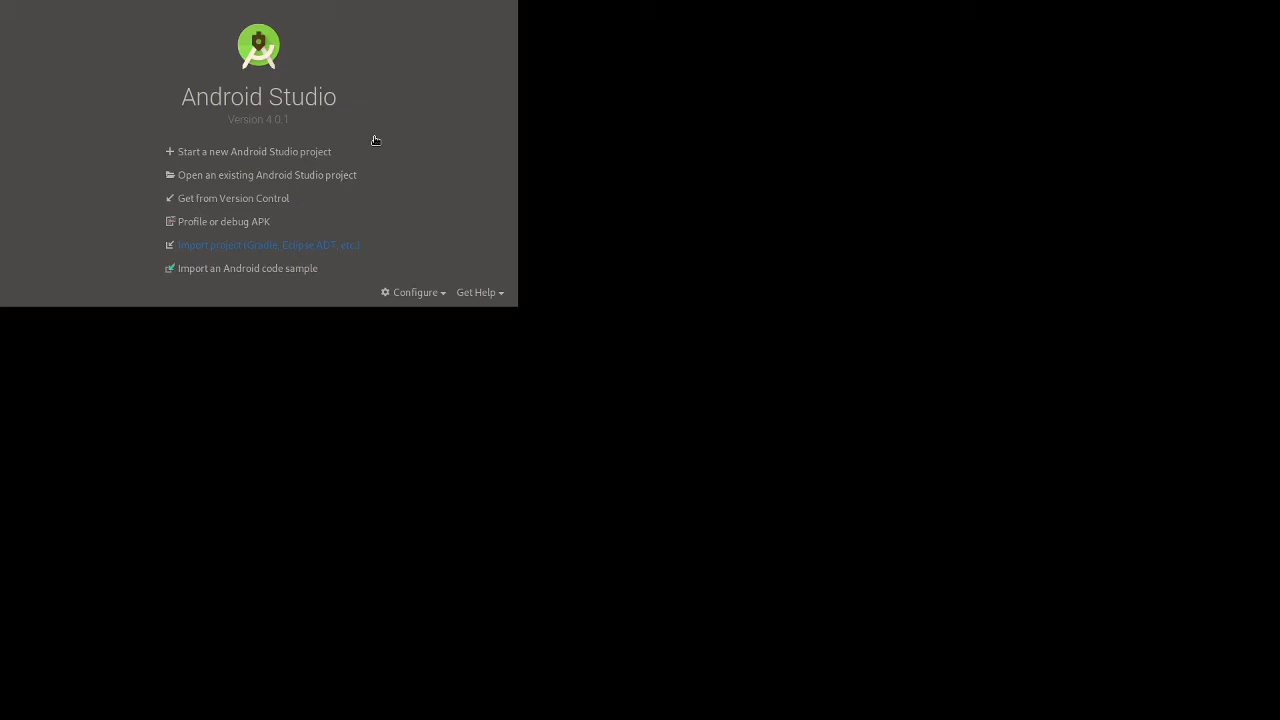 Android Studio
Version 4.0.1
Start a new Android Studio project
Open an existing Android Studio project
Get from Version Control
Profile or debug APK
Import project (Gradle, Eclipse ADT, etc.)
Import an Android code sample
Configure Get Help